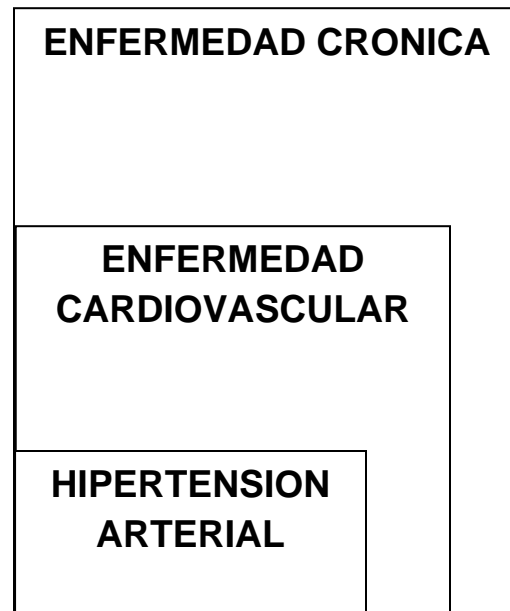 ENFERMEDAD CRONICA
ENFERMEDAD
CARDIOVASCULAR
HIPERTENSION
ARTERIAL